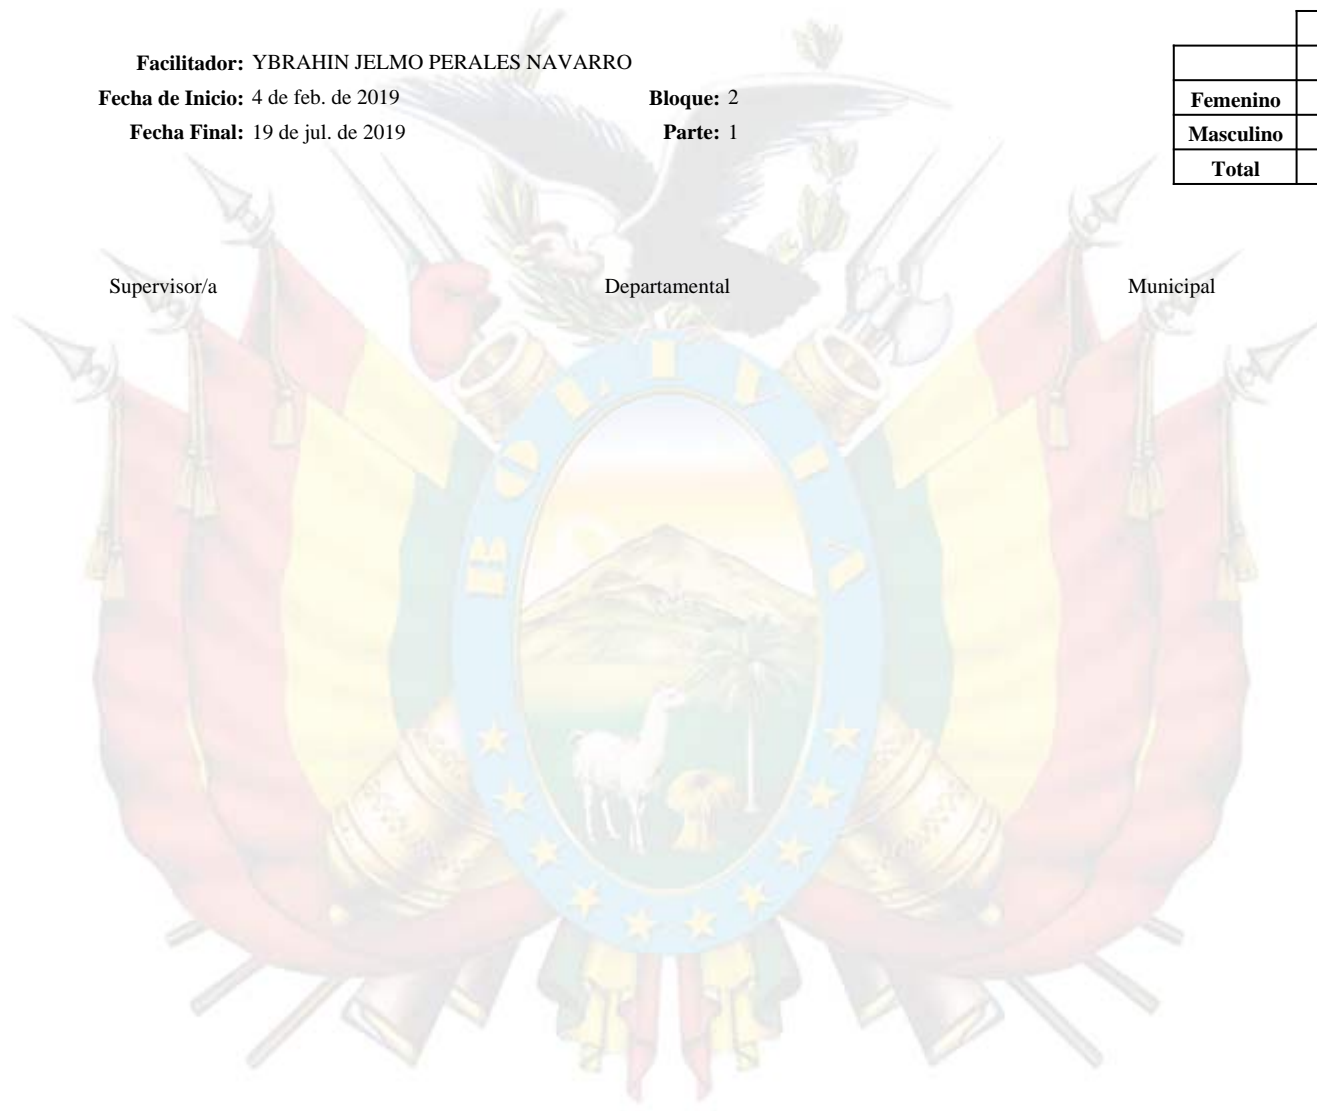 Facilitador: YBRAHIN JELMO PERALES NAVARRO
Fecha de Inicio: 4 de feb. de 2019 Bloque: 2
Fecha Final: 19 de jul. de 2019 Parte: 1
Femenino
Masculino
Total
Supervisor/a Departamental Municipal
BOLIVIA